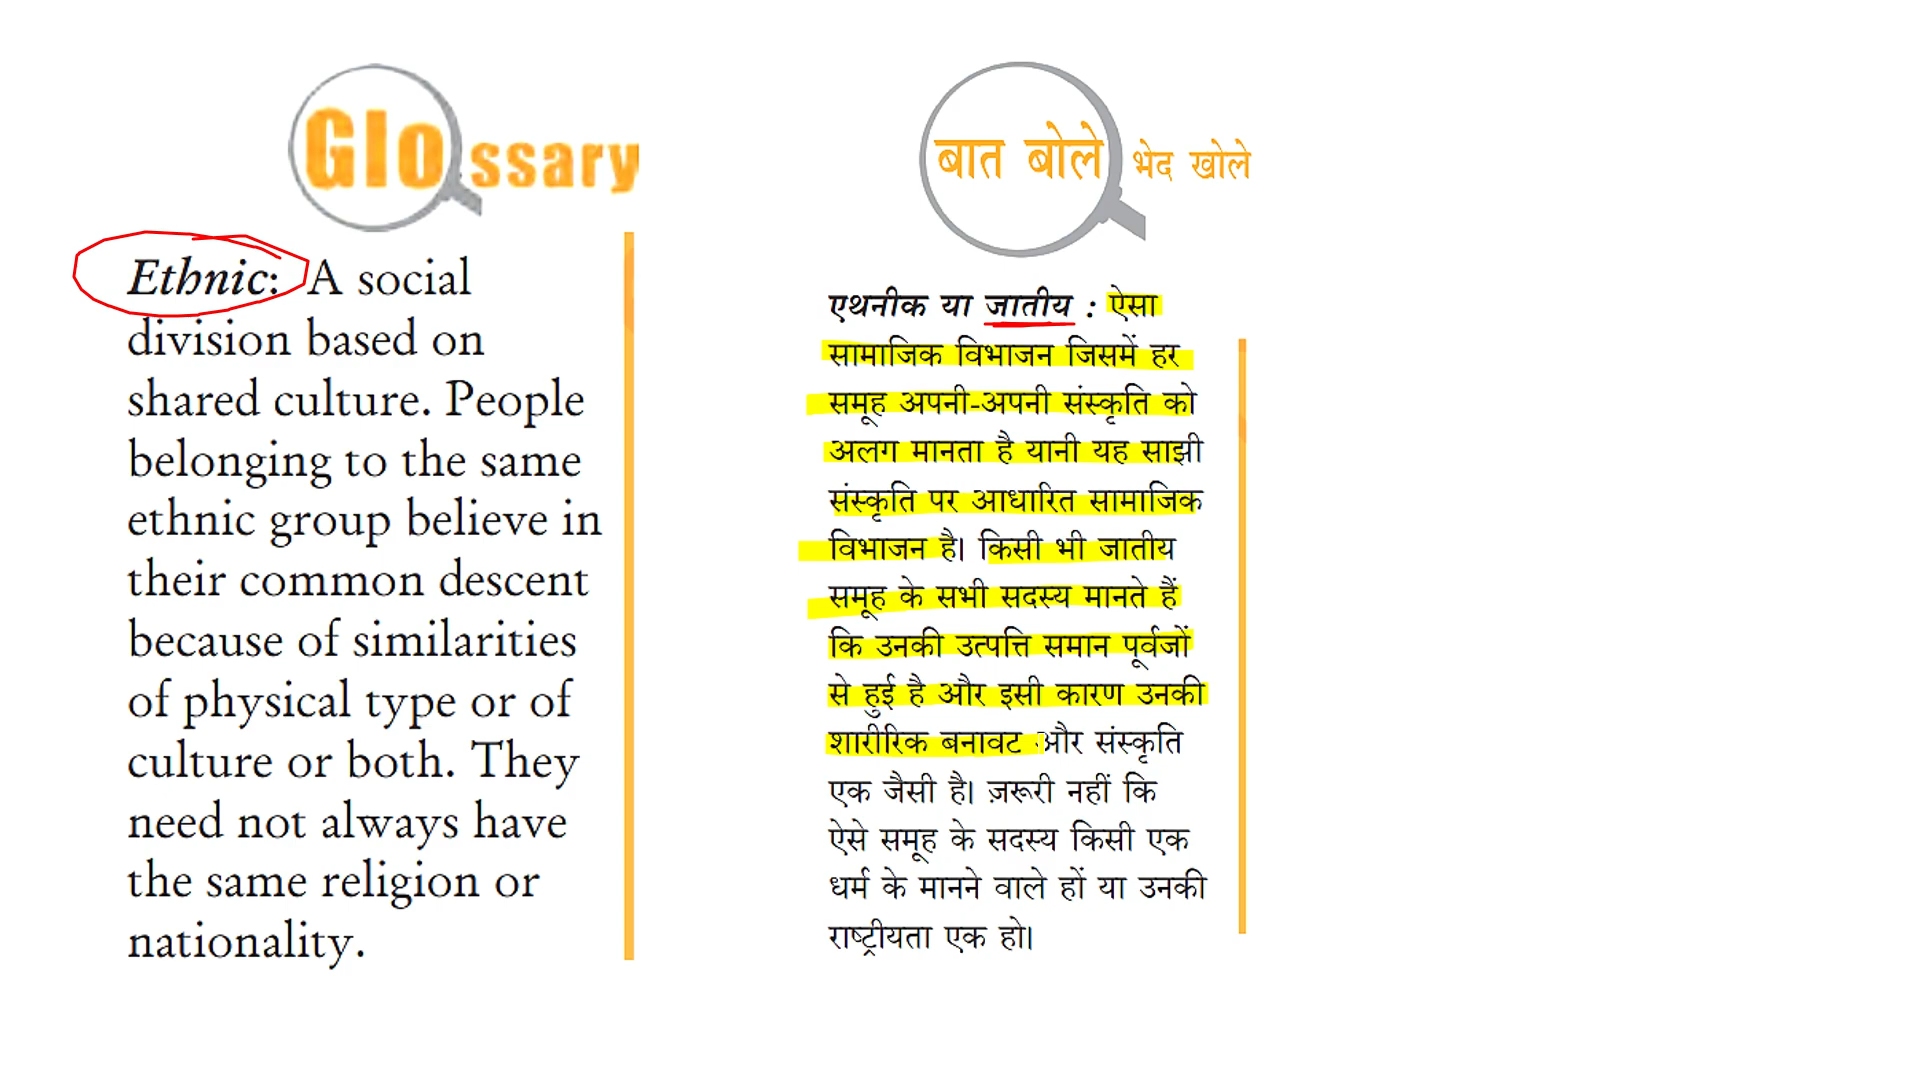 Glossary
Ethnic: A social
division based on
shared culture. People
belonging to the same
ethnic group believe in
their common descent
because of similarities
of physical type or of
culture or both. They
need not always have
the same religion or
nationality.
बात बोले भेद खोले
एथनीक या जातीय : ऐसा
सामाजिक विभाजन जिसमें हर
समूह अपनी-अपनी संस्कृति को
अलग मानता है यानी यह साझी
संस्कृति पर आधारित सामाजिक
विभाजन है। किसी भी जातीय
समूह के सभी सदस्य मानते हैं
कि उनकी उत्पत्ति समान पूर्वजों
से हुई है और इसी कारण उनकी
शारीरिक बनावट और संस्कृति
एक जैसी है। ज़रूरी नहीं कि
ऐसे समूह के सदस्य किसी एक
धर्म के मानने वाले हों या उनकी
राष्ट्रीयता एक हो।